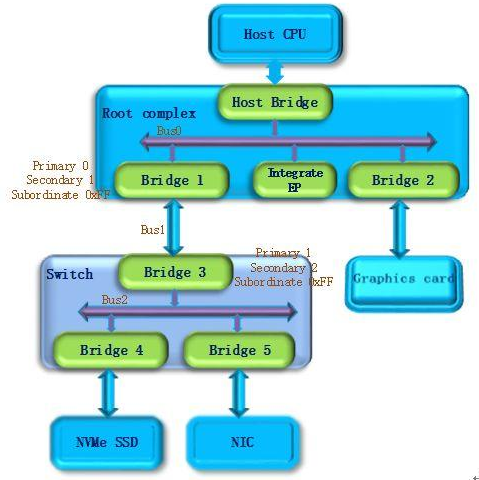 Host CPU
Host Bridge
Root complex
Bus0
Primary 0
Secondary 1
Subordinate 0xFF
Bridge 1
Integrate
EP
Bridge 2
Bus1
Primary 1
Secondary 2
Subordinate 0xFF
Switch
Bridge 3
Graphics card
Bus2
Bridge 4
Bridge 5
NVMe SSD
NIC